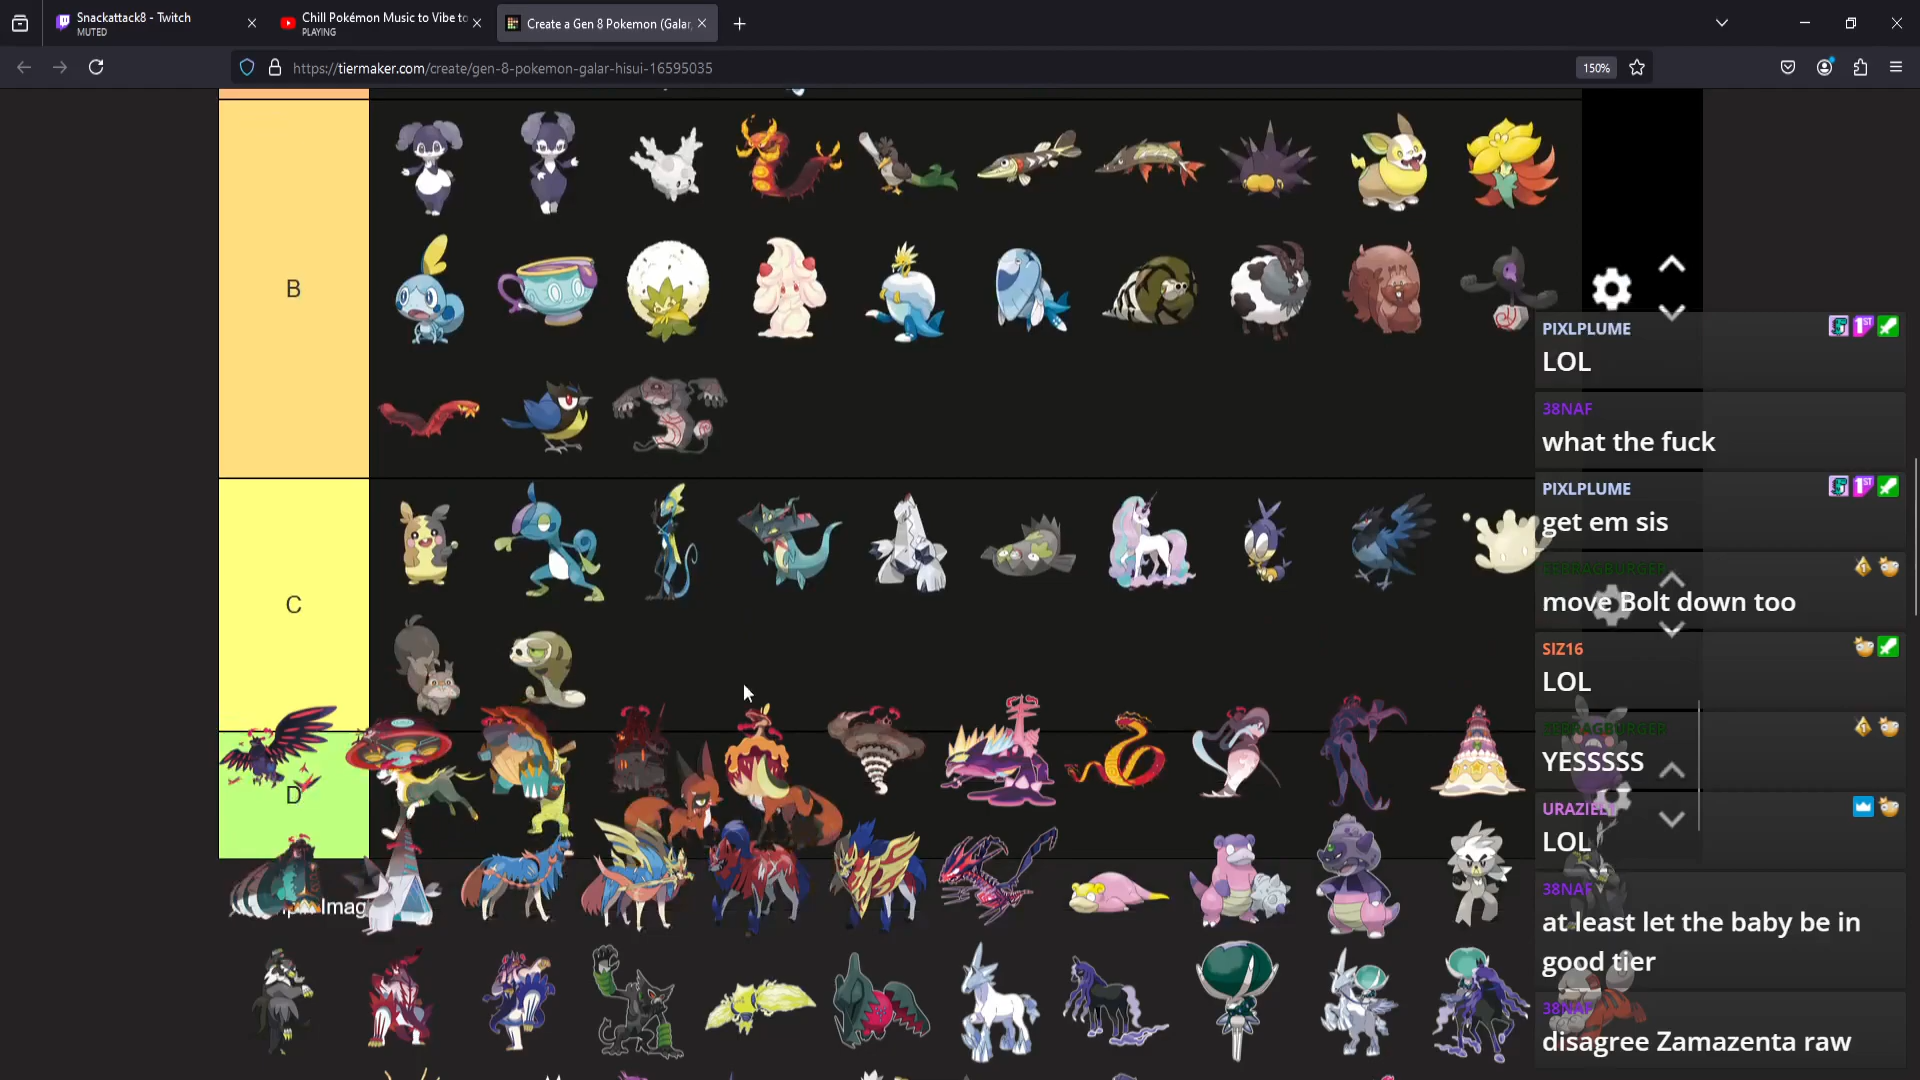 Snackattack8 - Twitch
MUTED
Chill Pokémon Music to Vibe to
PLAYING
Create a Gen 8 Pokemon (Galar,
https://tiermaker.com/create/gen-8-pokemon-galar-hisui-16595035
150%
B
C
D
PIXLPLUME
LOL
38NAF
what the fuck
PIXLPLUME
get em sis
move Bolt down too
SIZ16
LOL
YESSSSS
URAZIEL
LOL
38NAF
at least let the baby be in
good tier
38NAF
disagree Zamazenta raw